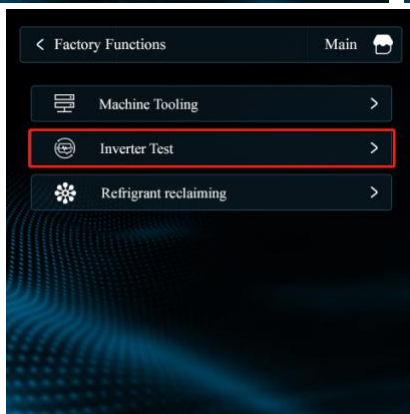 < Factory Functions Main
Machine Tooling >
Inverter Test >
Refrigrant reclaiming >